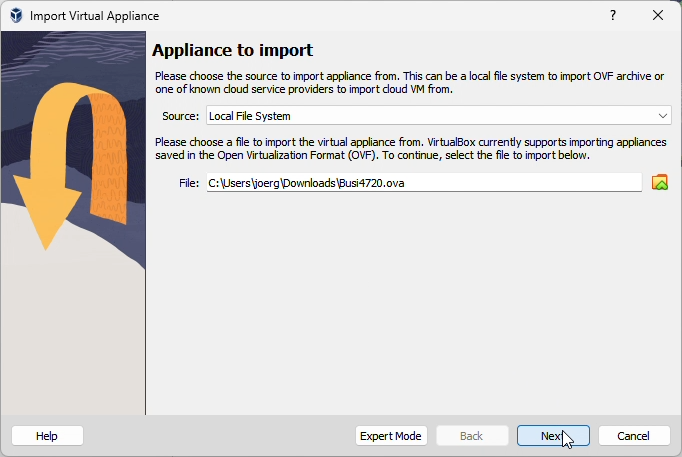 Import Virtual Appliance
?
Appliance to import
Please choose the source to import appliance from. This can be a local file system to import OVF archive or
one of known cloud service providers to import cloud VM from.
Source: Local File System
Please choose a file to import the virtual appliance from. VirtualBox currently supports importing appliances
saved in the Open Virtualization Format (OVF). To continue, select the file to import below.
File: C:\Users\joerg\Downloads\Busi4720.ova
Help Expert Mode Back Next Cancel